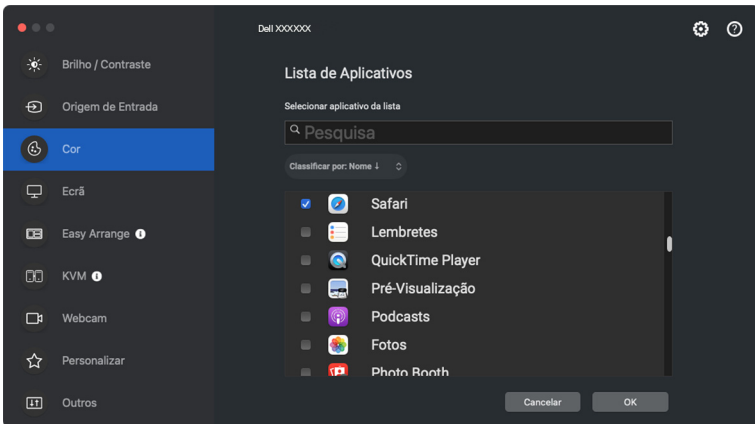 Dell XXXXXX
Brilho / Contraste
Origem de Entrada
Cor
Ecrã
Easy Arrange
KVM
Webcam
Personalizar
Outros
Lista de Aplicativos
Selecionar aplicativo da lista
Pesquisa
Classificar por: Nome ↓
Safari
Lembretes
QuickTime Player
Pré-Visualização
Podcasts
Fotos
Photo Booth
Cancelar
OK